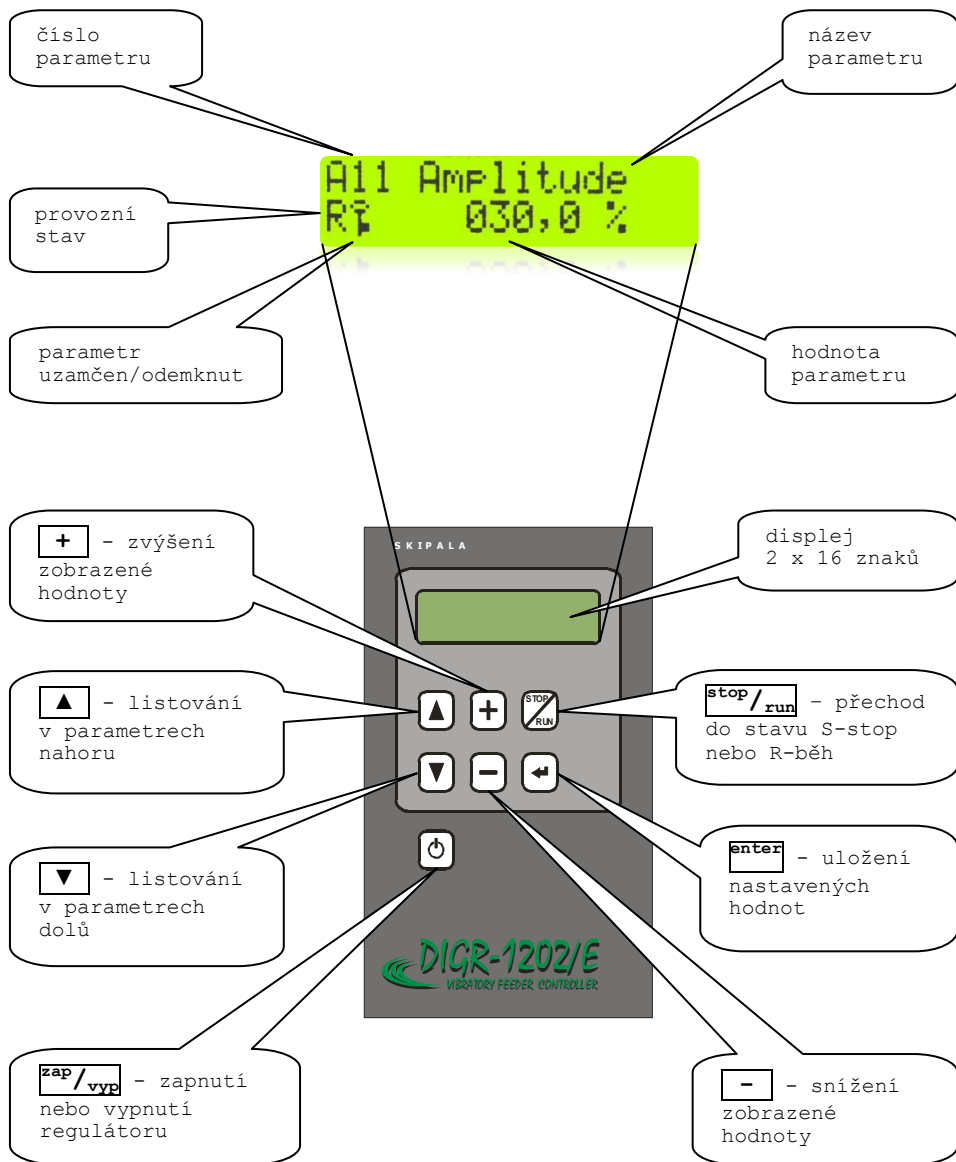 číslo
parametru
název
parametru
A11 Amplitude
R 030,0 %
provozní
stav
parametr
uzamčen/odemknut
hodnota
parametru
+ - zvýšení
zobrazené
hodnoty
SKIPALA
displej
2 x 16 znaků
▲ - listování
v parametrech
nahoru
STOP
RUN
stop/run - přechod
do stavu S-stop
nebo R-běh
▼ - listování
v parametrech
dolů
enter - uložení
nastavených
hodnot
DIGR-1202/E
VIBRATORY FEEDER CONTROLLER
zap/vyp - zapnutí
nebo vypnutí
regulátoru
- - snížení
zobrazené
hodnoty